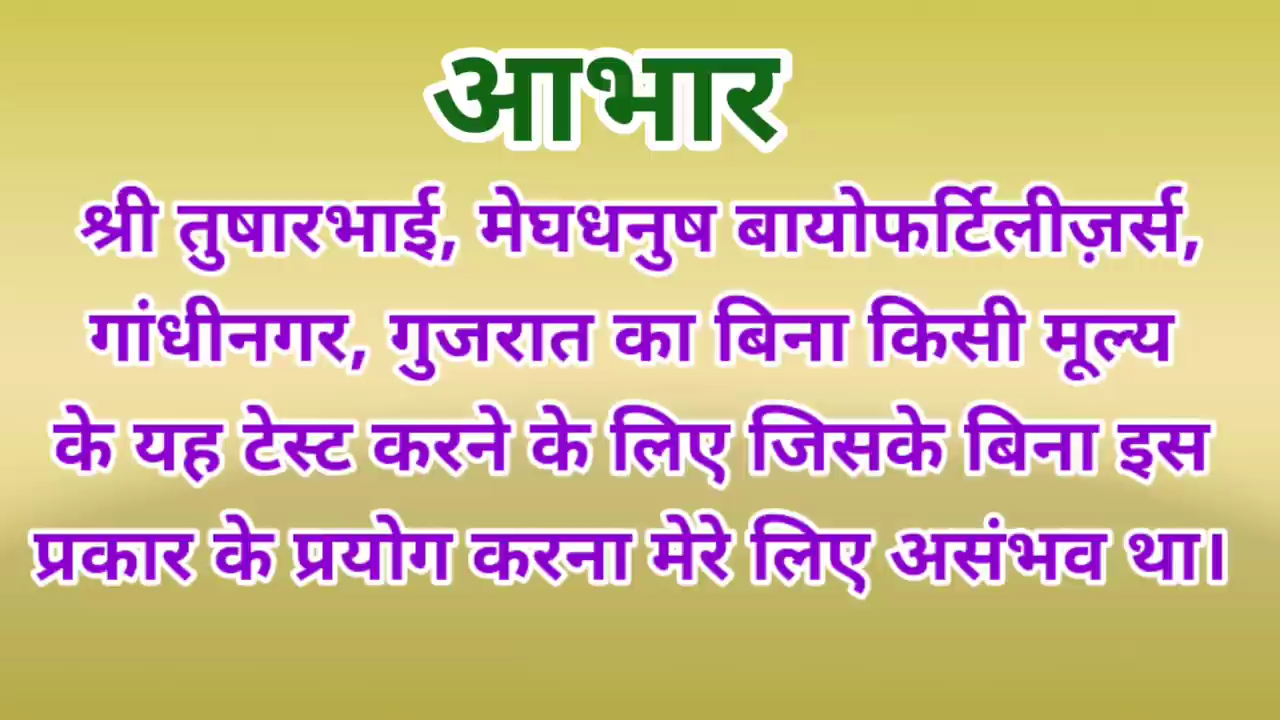 आभार
श्री तुषारभाई, मेघधनुष बायोफर्टिलीज़र्स,
गांधीनगर, गुजरात का बिना किसी मूल्य
के यह टेस्ट करने के लिए जिसके बिना इस
प्रकार के प्रयोग करना मेरे लिए असंभव था।